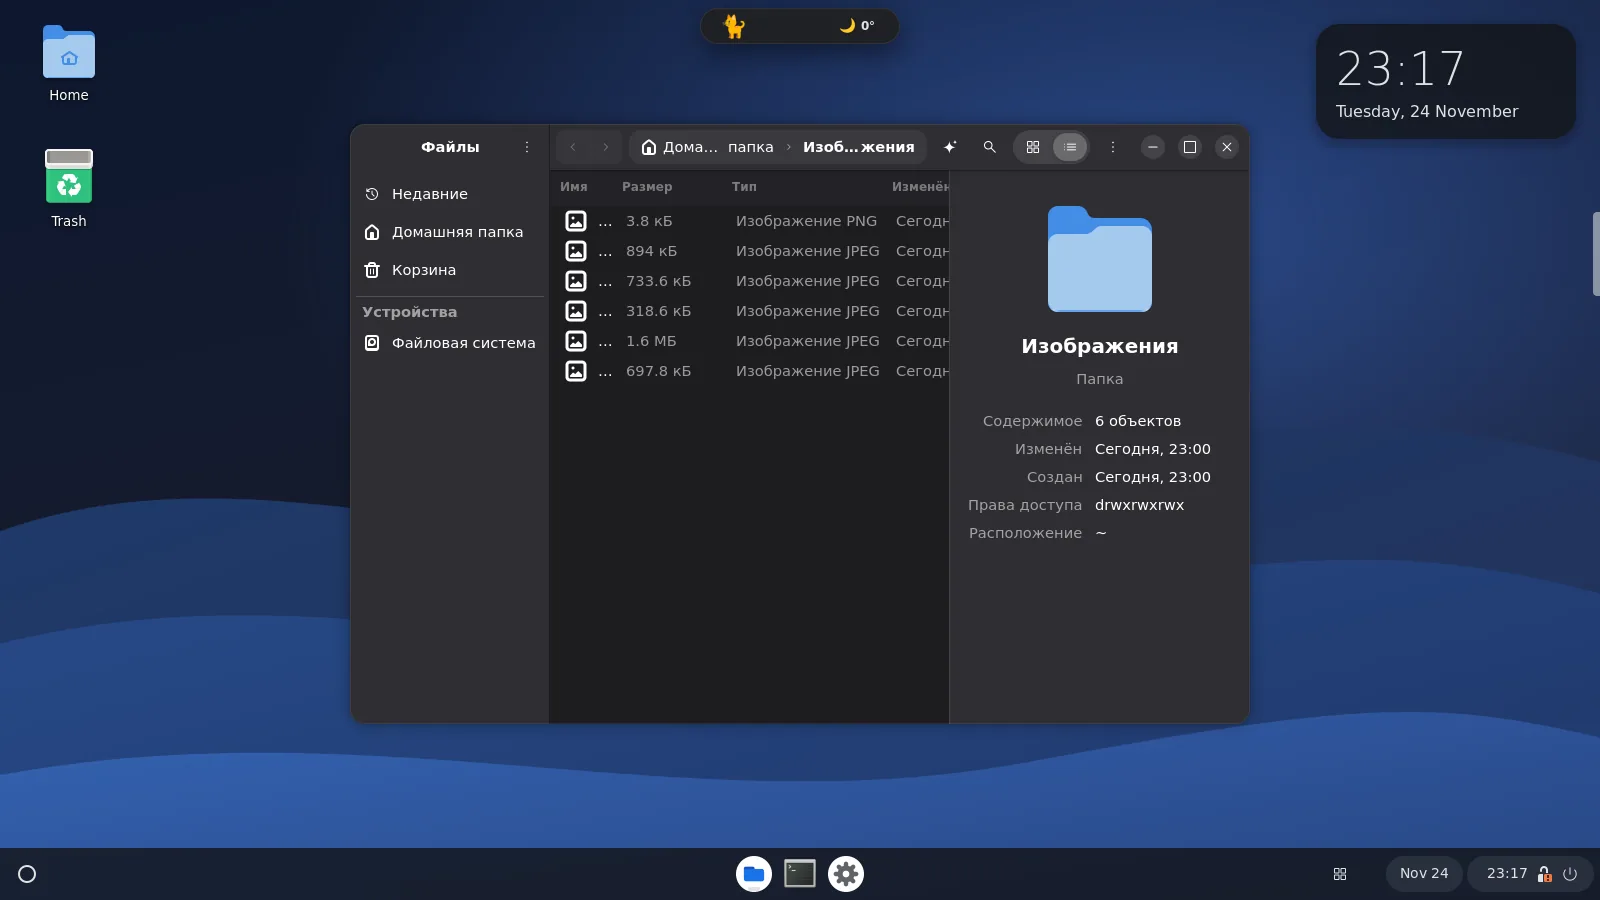 0°
23:17
Tuesday, 24 November
Home
Trash
Файлы
Дома… папка › Изоб…жения
Недавние
Домашняя папка
Корзина
Устройства
Файловая система
Имя Размер Тип Изменён
… 3.8 кБ Изображение PNG Сегодн
… 894 кБ Изображение JPEG Сегодн
… 733.6 кБ Изображение JPEG Сегодн
… 318.6 кБ Изображение JPEG Сегодн
… 1.6 МБ Изображение JPEG Сегодн
… 697.8 кБ Изображение JPEG Сегодн
Изображения
Папка
Содержимое 6 объектов
Изменён Сегодня, 23:00
Создан Сегодня, 23:00
Права доступа drwxrwxrwx
Расположение ~
Nov 24
23:17